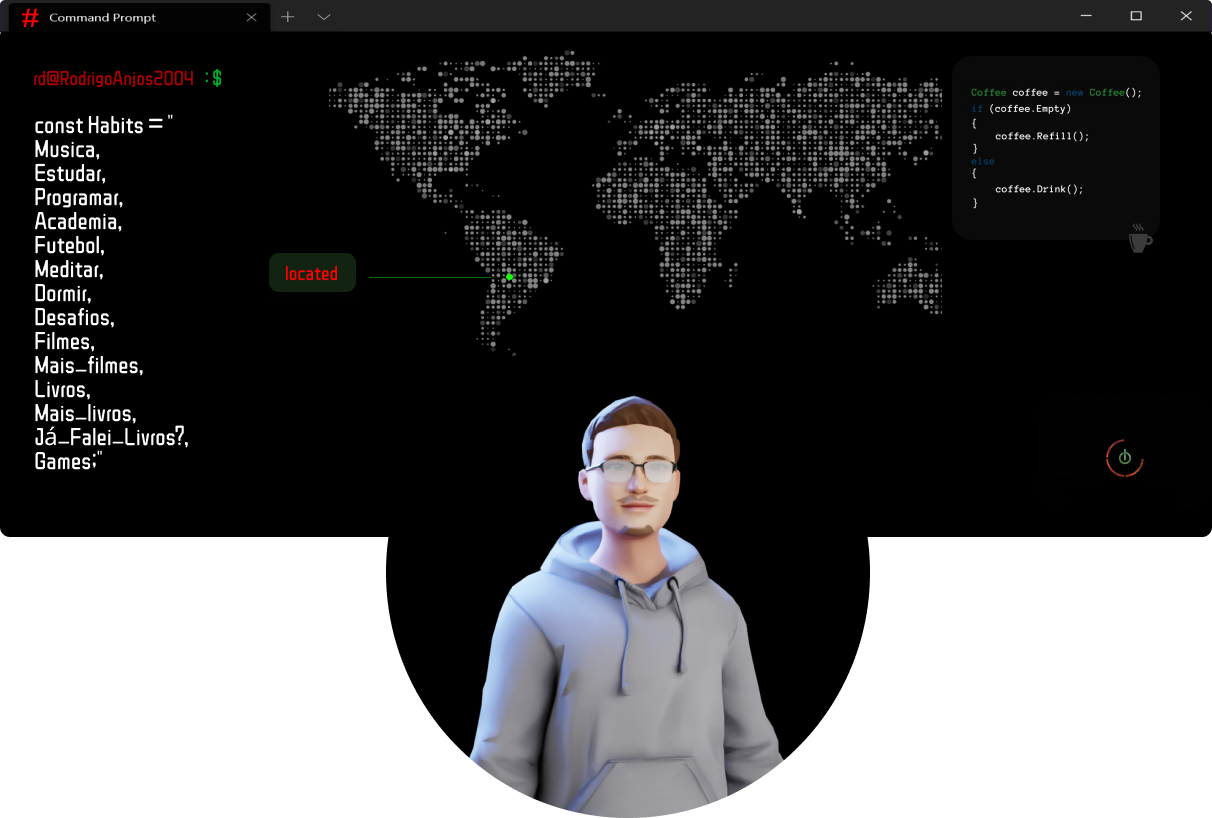 # Command Prompt
rd@RodrigoAnjos2004 :$
const Habits = "
Musica,
Estudar,
Programar,
Academia,
Futebol,
Meditar,
Dormir,
Desafios,
Filmes,
Mais_filmes,
Livros,
Mais_livros,
Já_Falei_Livros?,
Games;"
located
Coffee coffee = new Coffee();
if (coffee.Empty)
{
coffee.Refill();
}
else
{
coffee.Drink();
}